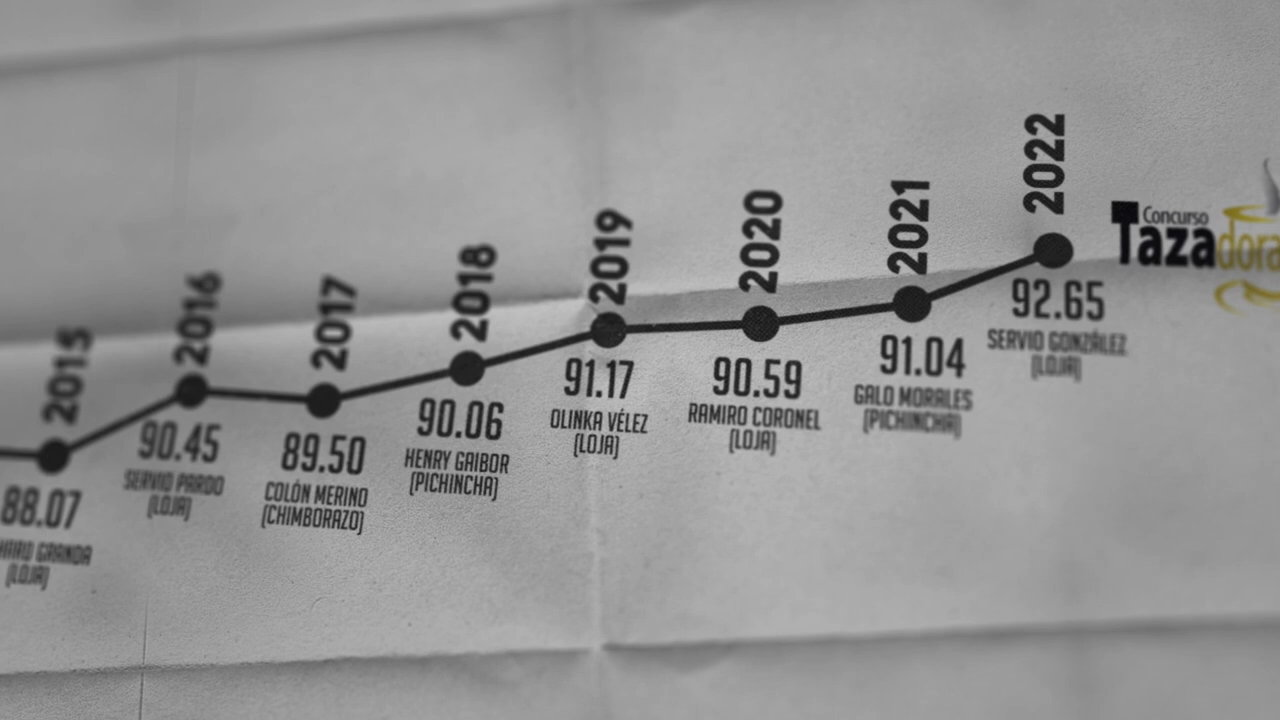 2015
88.07
GRANDA
(LOJA)
2016
90.45
SERVIO PARDO
(LOJA)
2017
89.50
COLÓN MERINO
(CHIMBORAZO)
2018
90.06
HENRY GAIBOR
(PICHINCHA)
2019
91.17
OLINKA VÉLEZ
(LOJA)
2020
90.59
RAMIRO CORONEL
(LOJA)
2021
91.04
GALO MORALES
(PICHINCHA)
2022
92.65
SERVIO GONZÁLEZ
(LOJA)
Concurso
Tazadora